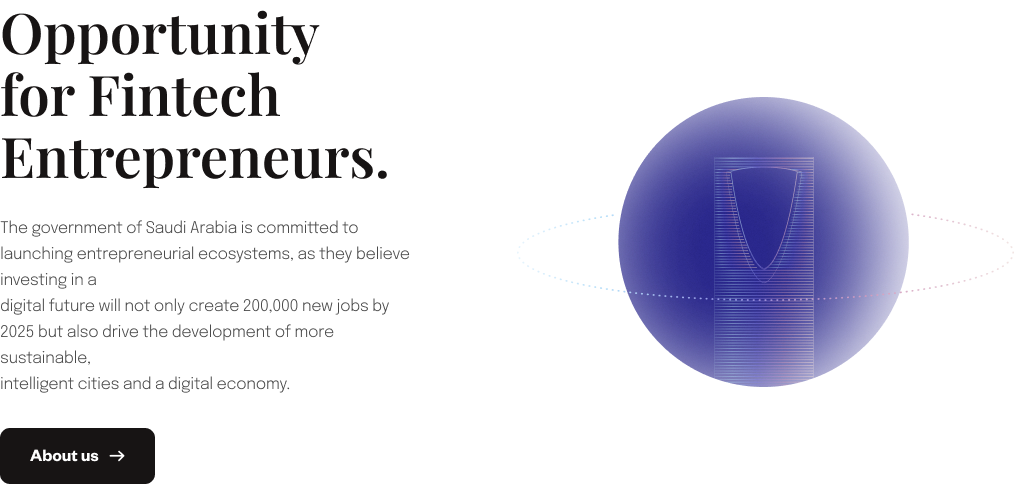 Opportunity
for Fintech
Entrepreneurs.
The government of Saudi Arabia is committed to
launching entrepreneurial ecosystems, as they believe
investing in a
digital future will not only create 200,000 new jobs by
2025 but also drive the development of more
sustainable,
intelligent cities and a digital economy.
About us →